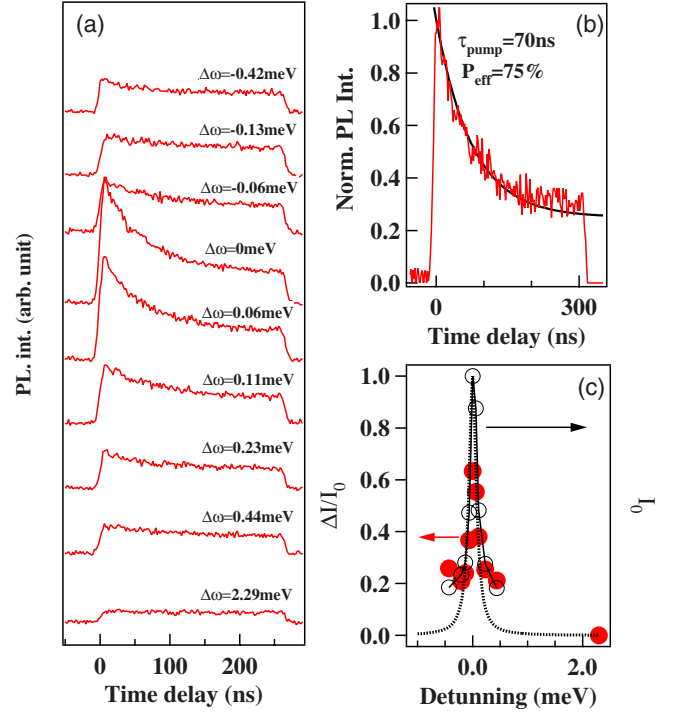 (a)
Δω=-0.42meV
Δω=-0.13meV
Δω=-0.06meV
Δω=0meV
Δω=0.06meV
Δω=0.11meV
Δω=0.23meV
Δω=0.44meV
Δω=2.29meV
PL. int. (arb. unit)
0 100 200
Time delay (ns)
(b)
τpump=70ns
Peff=75%
1.0
0.8
0.6
0.4
0.2
0.0
Norm. PL Int.
0 300
Time delay (ns)
(c)
1.0
0.8
0.6
0.4
0.2
0.0
ΔI/I0
I0
0.0 2.0
Detunning (meV)